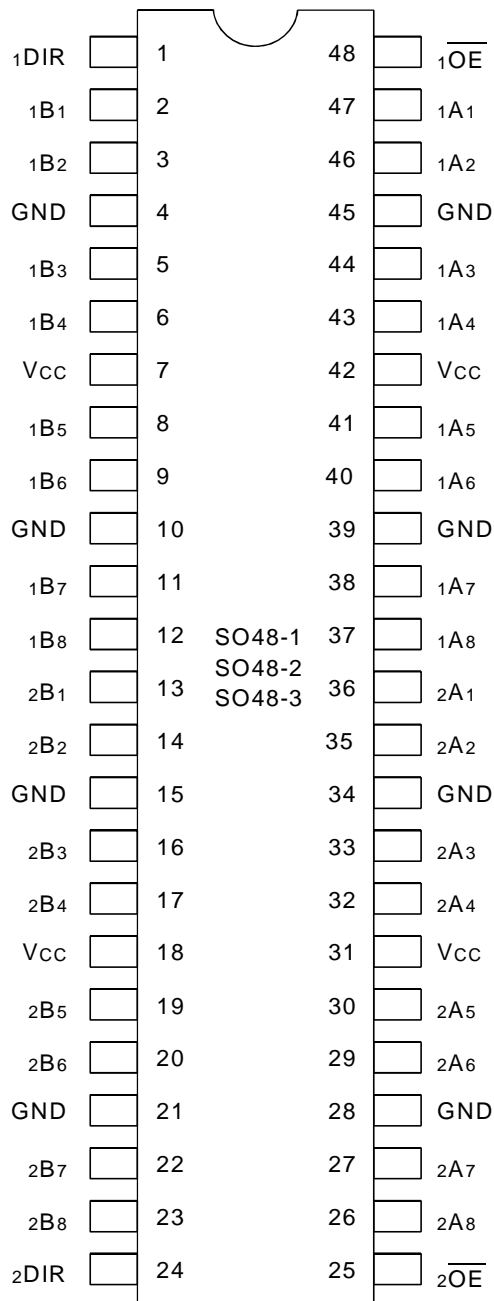 1DIR 1 48 1OE
1B1 2 47 1A1
1B2 3 46 1A2
GND 4 45 GND
1B3 5 44 1A3
1B4 6 43 1A4
VCC 7 42 VCC
1B5 8 41 1A5
1B6 9 40 1A6
GND 10 39 GND
1B7 11 38 1A7
1B8 12 SO48-1 37 1A8
SO48-2
2B1 13 SO48-3 36 2A1
2B2 14 35 2A2
GND 15 34 GND
2B3 16 33 2A3
2B4 17 32 2A4
VCC 18 31 VCC
2B5 19 30 2A5
2B6 20 29 2A6
GND 21 28 GND
2B7 22 27 2A7
2B8 23 26 2A8
2DIR 24 25 2OE